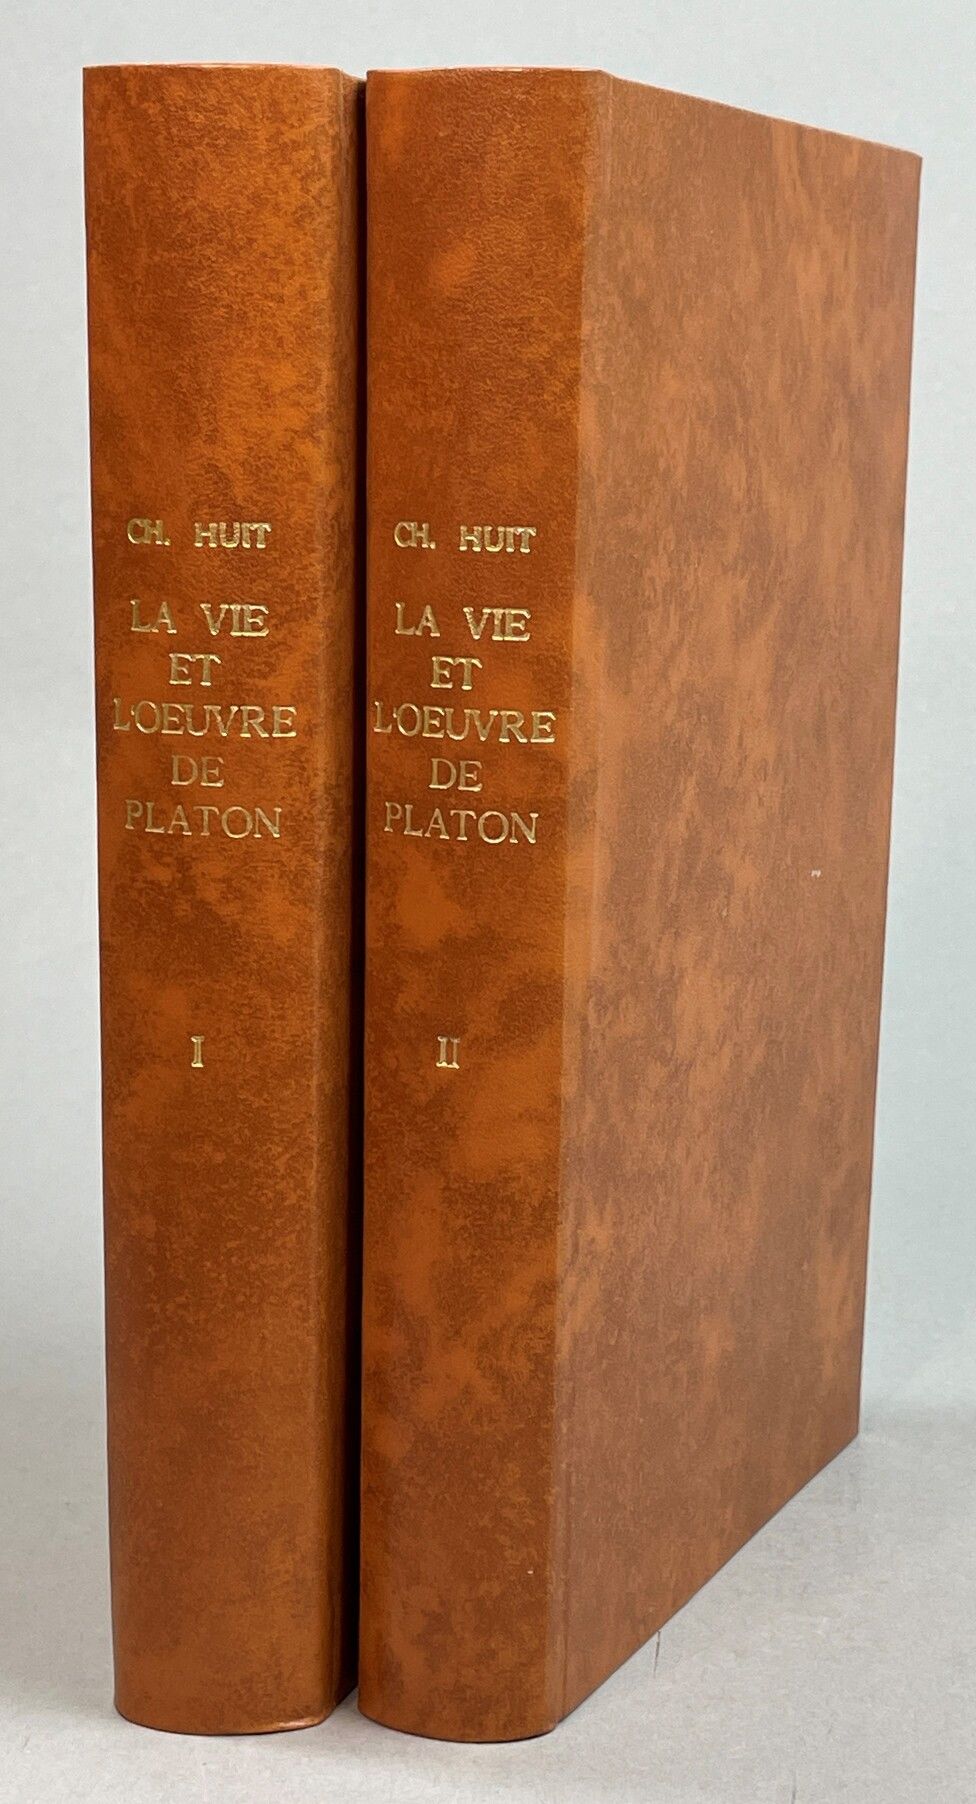 CH. HUIT
LA VIE
ET
L'OEUVRE
DE
PLATON
I
CH. HUIT
LA VIE
ET
L'OEUVRE
DE
PLATON
II